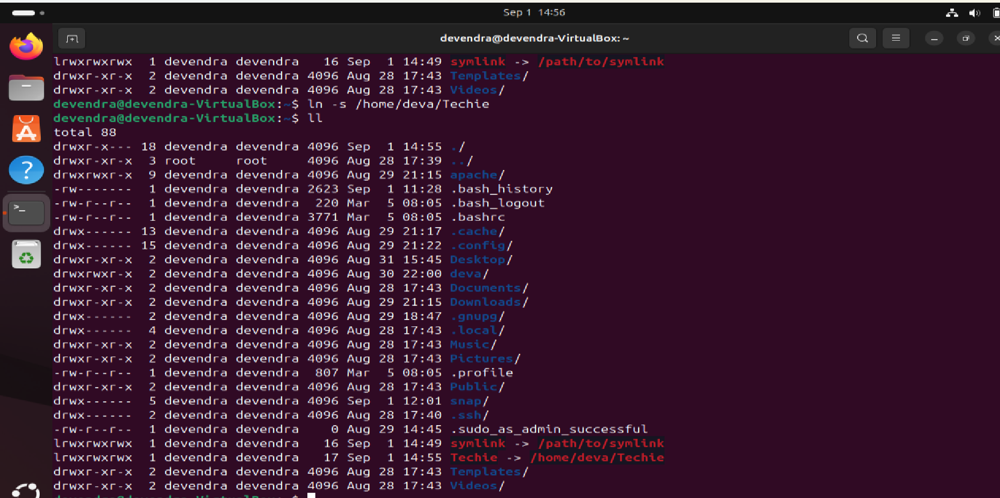 Sep 1 14:56
devendra@devendra-VirtualBox: ~
lrwxrwxrwx  1 devendra devendra   16 Sep  1 14:49 symlink -> /path/to/symlink
drwxr-xr-x  2 devendra devendra 4096 Aug 28 17:43 Templates/
drwxr-xr-x  2 devendra devendra 4096 Aug 28 17:43 Videos/
devendra@devendra-VirtualBox:~$ ln -s /home/deva/Techie
devendra@devendra-VirtualBox:~$ ll
total 88
drwxr-x--- 18 devendra devendra 4096 Sep  1 14:55 ./
drwxr-xr-x  3 root     root     4096 Aug 28 17:39 ../
drwxrwxr-x  9 devendra devendra 4096 Aug 29 21:15 apache/
-rw-------  1 devendra devendra 2623 Sep  1 11:28 .bash_history
-rw-r--r--  1 devendra devendra  220 Mar  5 08:05 .bash_logout
-rw-r--r--  1 devendra devendra 3771 Mar  5 08:05 .bashrc
drwx------ 13 devendra devendra 4096 Aug 29 21:17 .cache/
drwx------ 15 devendra devendra 4096 Aug 29 21:22 .config/
drwxr-xr-x  2 devendra devendra 4096 Aug 31 15:45 Desktop/
drwxrwxr-x  2 devendra devendra 4096 Aug 30 22:00 deva/
drwxr-xr-x  2 devendra devendra 4096 Aug 28 17:43 Documents/
drwxr-xr-x  2 devendra devendra 4096 Aug 29 21:15 Downloads/
drwx------  2 devendra devendra 4096 Aug 29 18:47 .gnupg/
drwx------  4 devendra devendra 4096 Aug 28 17:43 .local/
drwxr-xr-x  2 devendra devendra 4096 Aug 28 17:43 Music/
drwxr-xr-x  2 devendra devendra 4096 Aug 28 17:43 Pictures/
-rw-r--r--  1 devendra devendra  807 Mar  5 08:05 .profile
drwxr-xr-x  2 devendra devendra 4096 Aug 28 17:43 Public/
drwx------  5 devendra devendra 4096 Sep  1 12:01 snap/
drwx------  2 devendra devendra 4096 Aug 28 17:40 .ssh/
-rw-r--r--  1 devendra devendra    0 Aug 29 14:45 .sudo_as_admin_successful
lrwxrwxrwx  1 devendra devendra   16 Sep  1 14:49 symlink -> /path/to/symlink
lrwxrwxrwx  1 devendra devendra   17 Sep  1 14:55 Techie -> /home/deva/Techie
drwxr-xr-x  2 devendra devendra 4096 Aug 28 17:43 Templates/
drwxr-xr-x  2 devendra devendra 4096 Aug 28 17:43 Videos/